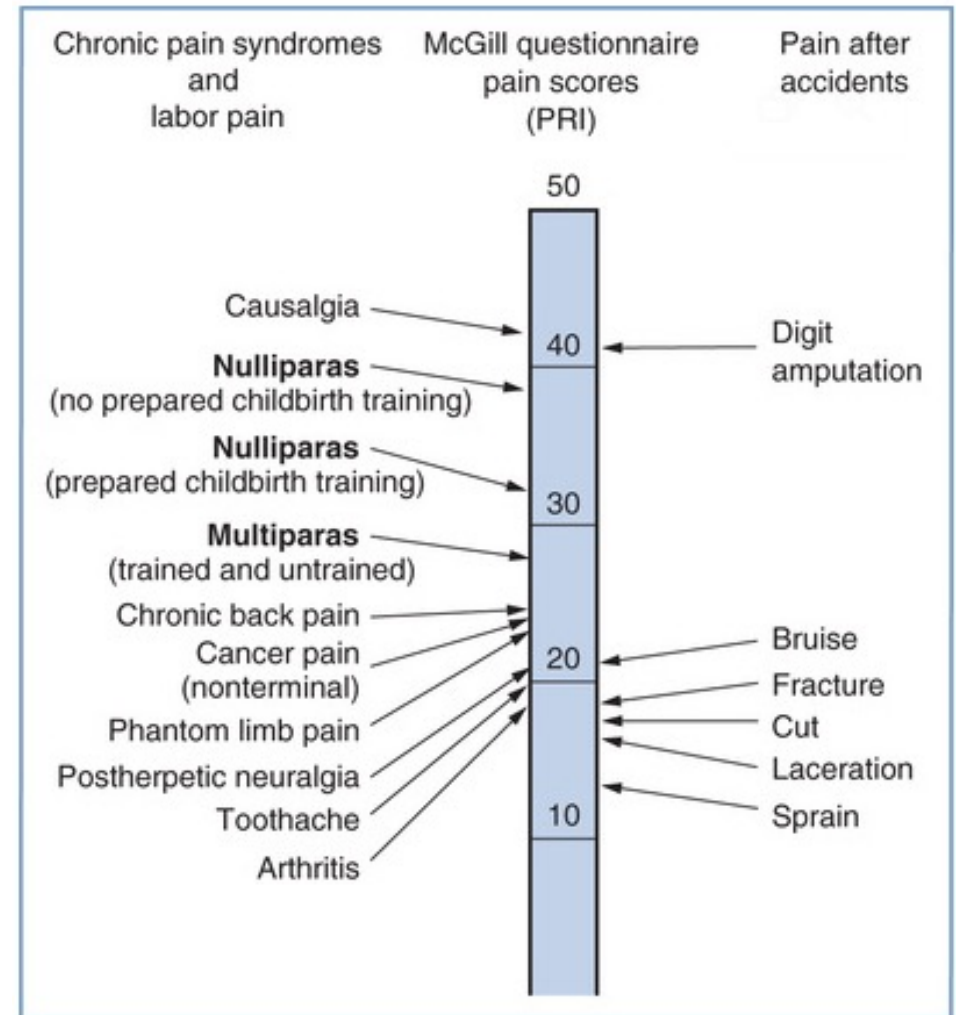 Chronic pain syndromes
and
labor pain
McGill questionnaire
pain scores
(PRI)
Pain after
accidents
50
40
30
20
10
Causalgia
Nulliparas
(no prepared childbirth training)
Nulliparas
(prepared childbirth training)
Multiparas
(trained and untrained)
Chronic back pain
Cancer pain
(nonterminal)
Phantom limb pain
Postherpetic neuralgia
Toothache
Arthritis
Digit
amputation
Bruise
Fracture
Cut
Laceration
Sprain